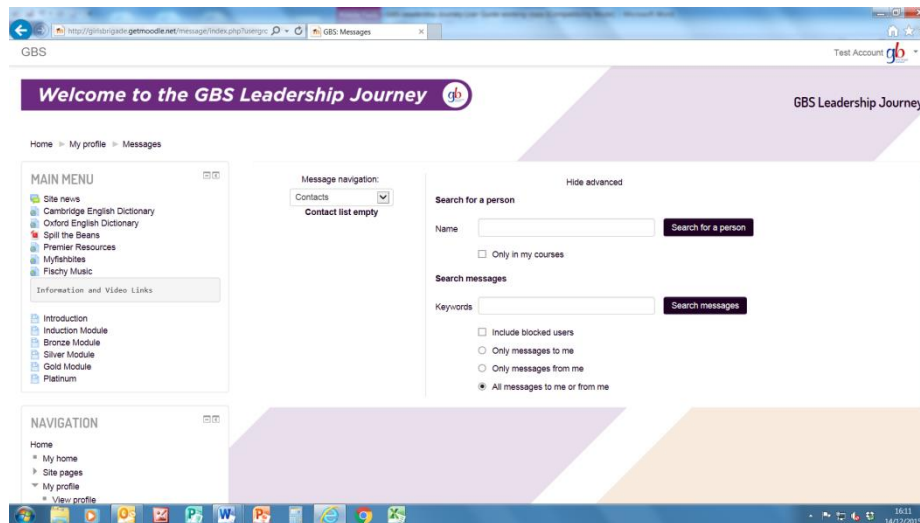 http://girlsbrigade.getmoodle.net/message/index.php?usergrc
GBS: Messages
GBS
Test Account gb
Welcome to the GBS Leadership Journey gb
GBS Leadership Journey
Home ► My profile ► Messages
MAIN MENU
Site news
Cambridge English Dictionary
Oxford English Dictionary
Spill the Beans
Premier Resources
Myfishbites
Fischy Music
Information and Video Links
Introduction
Induction Module
Bronze Module
Silver Module
Gold Module
Platinum
NAVIGATION
Home
My home
Site pages
My profile
View profile
Message navigation:
Contacts
Contact list empty
Hide advanced
Search for a person
Name Search for a person
Only in my courses
Search messages
Keywords Search messages
Include blocked users
Only messages to me
Only messages from me
All messages to me or from me
16:11